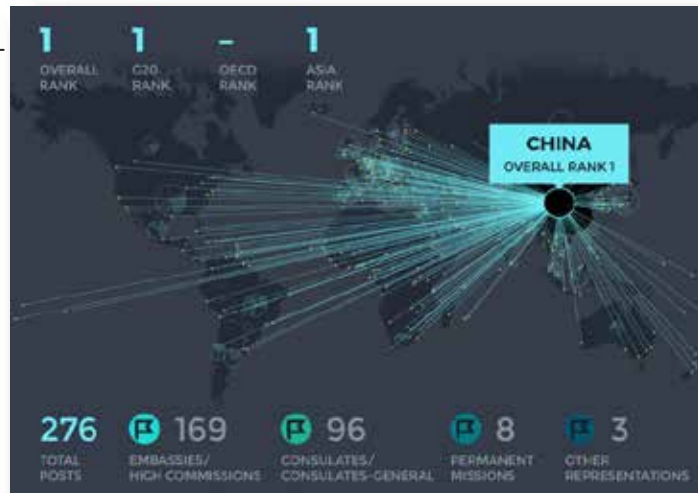 1 1 – 1
OVERALL RANK
G20 RANK
OECD RANK
ASIA RANK
CHINA
OVERALL RANK 1
276 169 96 8 3
TOTAL POSTS
EMBASSIES/
HIGH COMMISSIONS
CONSULATES/
CONSULATES-GENERAL
PERMANENT
MISSIONS
OTHER
REPRESENTATIONS